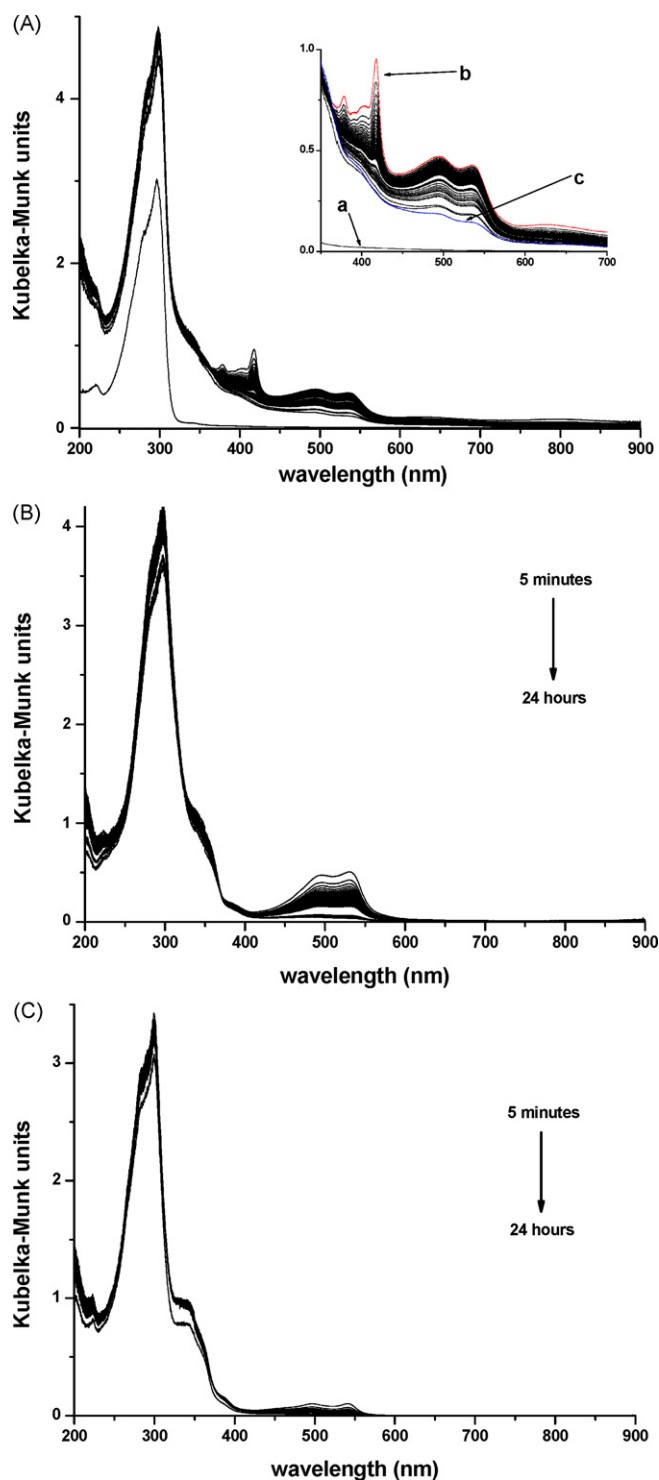 (A)
Kubelka-Munk units
4
2
0
200 300 400 500 600 700 800 900
wavelength (nm)
1.0
0.5
0.0
400 500 600 700
a
b
c
(B)
Kubelka-Munk units
4
3
2
1
0
200 300 400 500 600 700 800 900
wavelength (nm)
5 minutes
24 hours
(C)
Kubelka-Munk units
3
2
1
0
200 300 400 500 600 700 800 900
wavelength (nm)
5 minutes
24 hours